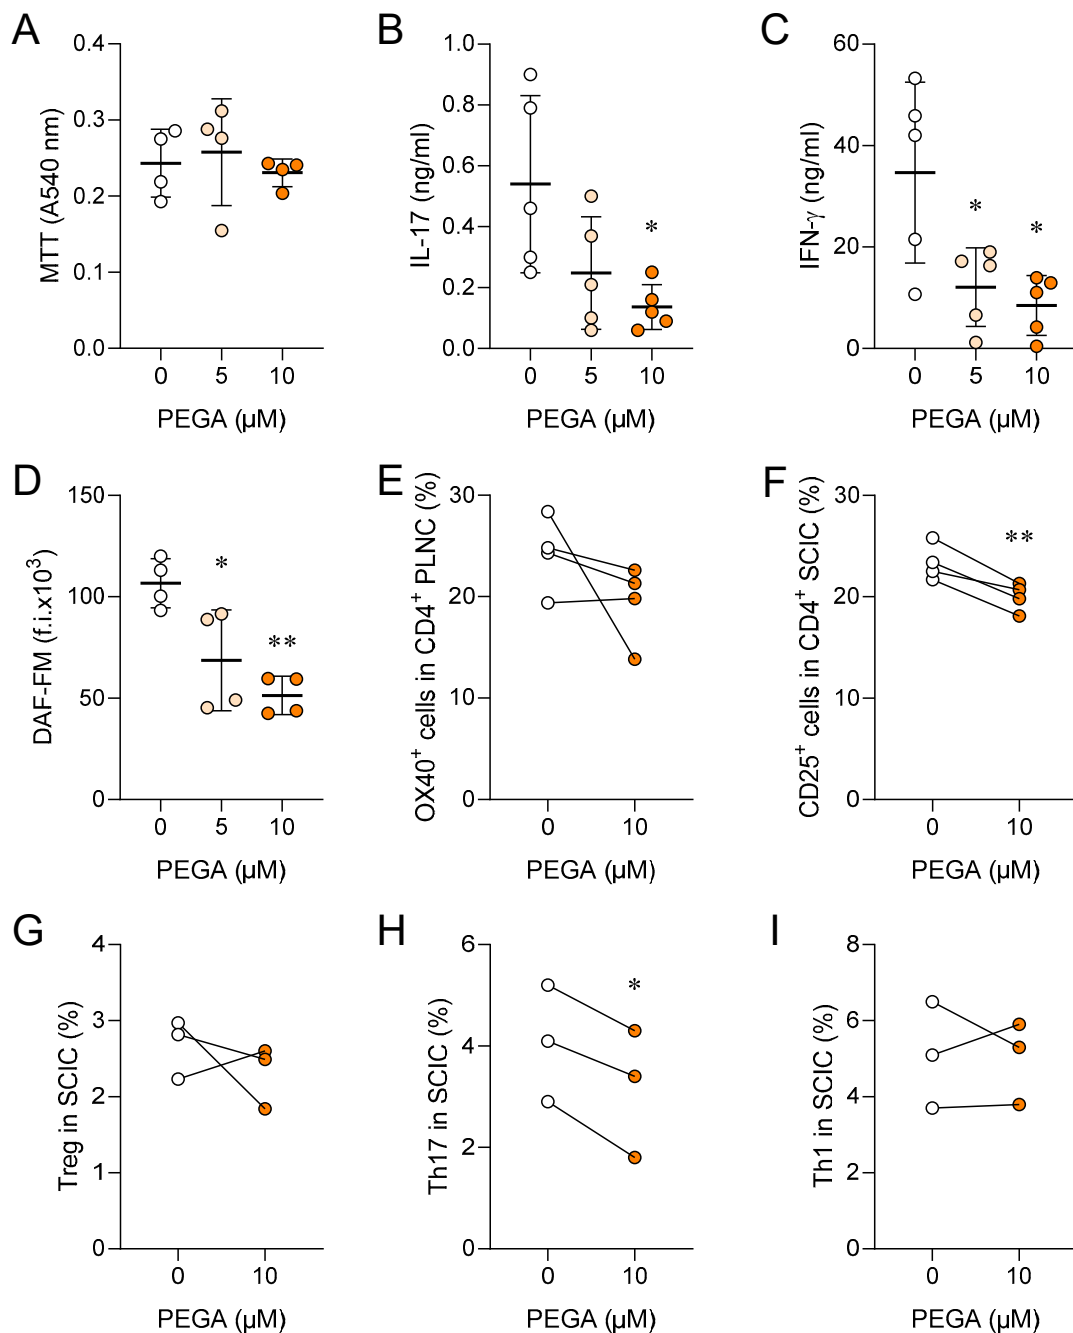 A
MTT (A540 nm)
0.4
0.3
0.2
0.1
0.0
0 5 10
PEGA (µM)
B
IL-17 (ng/ml)
1.0
0.8
0.6
0.4
0.2
0.0
*
0 5 10
PEGA (µM)
C
IFN-γ (ng/ml)
60
40
20
0
* *
0 5 10
PEGA (µM)
D
DAF-FM (f.i.x10³)
150
100
50
0
* **
0 5 10
PEGA (µM)
E
OX40⁺ cells in CD4⁺ PLNC (%)
30
20
10
0
0 10
PEGA (µM)
F
CD25⁺ cells in CD4⁺ SCIC (%)
30
20
10
0
**
0 10
PEGA (µM)
G
Treg in SCIC (%)
4
3
2
1
0
0 10
PEGA (µM)
H
Th17 in SCIC (%)
6
4
2
0
*
0 10
PEGA (µM)
I
Th1 in SCIC (%)
8
6
4
2
0
0 10
PEGA (µM)